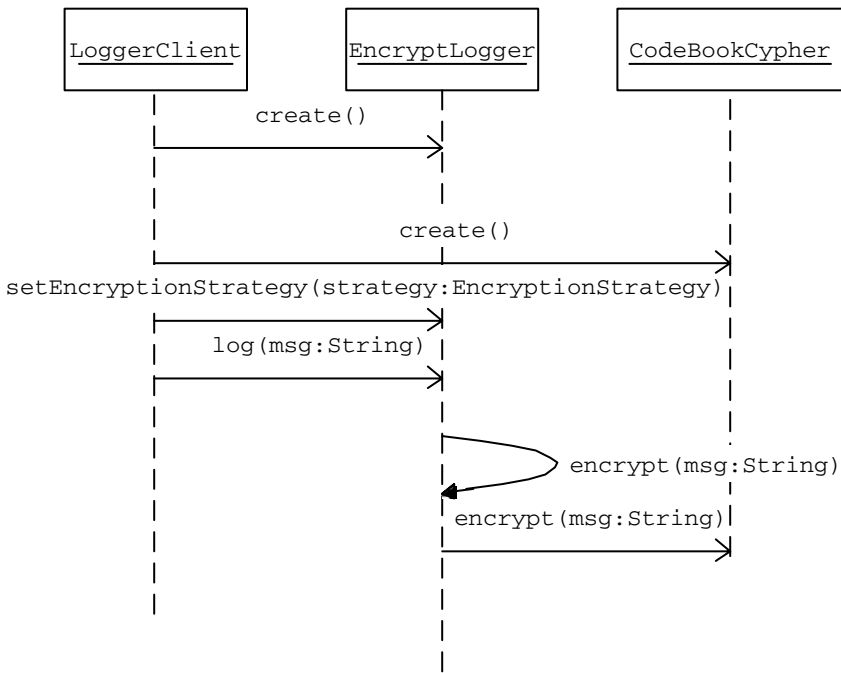 LoggerClient
EncryptLogger
CodeBookCypher
create()
create()
setEncryptionStrategy(strategy:EncryptionStrategy)
log(msg:String)
encrypt(msg:String)
encrypt(msg:String)